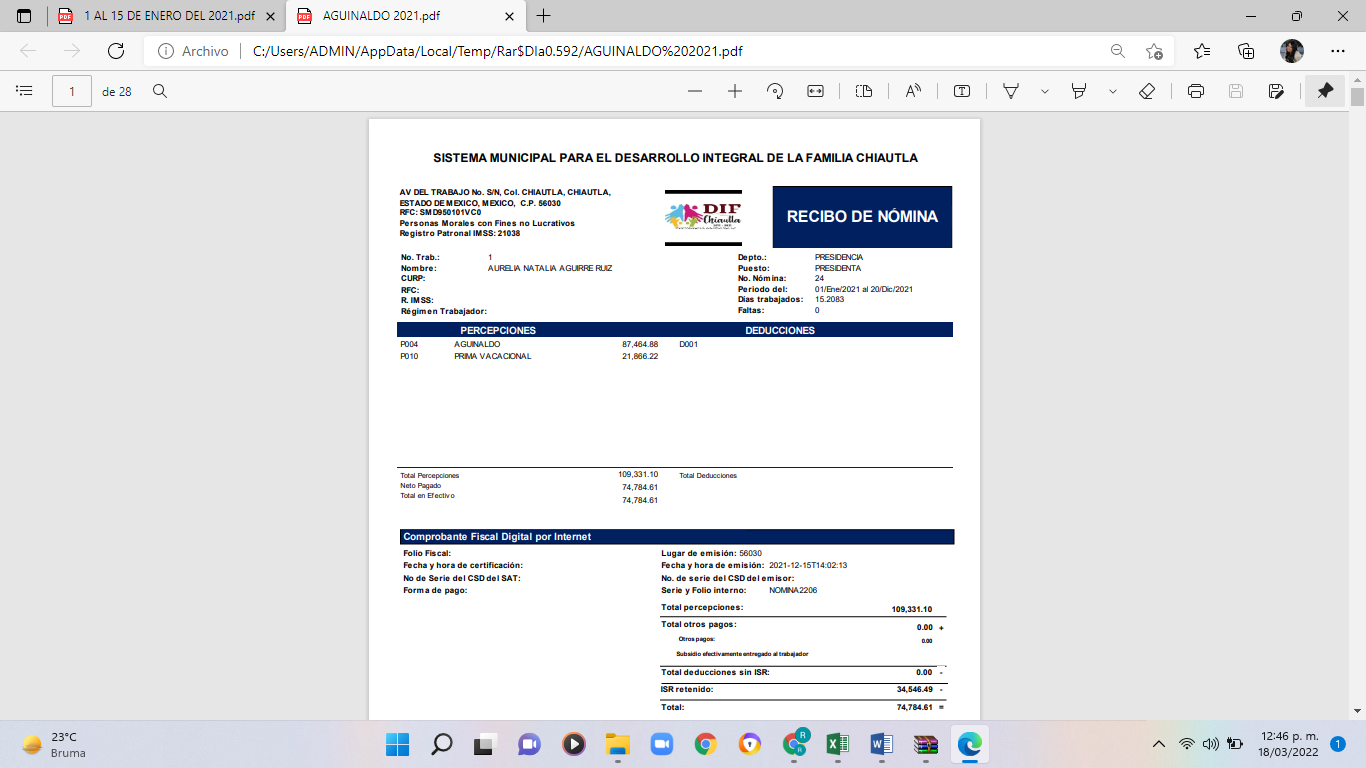 1 AL 15 DE ENERO DEL 2021.pdf
AGUINALDO 2021.pdf
Archivo
C:/Users/ADMIN/AppData/Local/Temp/Rar$DIa0.592/AGUINALDO%202021.pdf
1 de 28
SISTEMA MUNICIPAL PARA EL DESARROLLO INTEGRAL DE LA FAMILIA CHIAUTLA
AV DEL TRABAJO No. S/N, Col. CHIAUTLA, CHIAUTLA,
ESTADO DE MEXICO, MEXICO, C.P. 56030
RFC: SMD950101VC0
Personas Morales con Fines no Lucrativos
Registro Patronal IMSS: 21038
DIF
Chiautla
RECIBO DE NÓMINA
No. Trab.: 1
Nombre: AURELIA NATALIA AGUIRRE RUIZ
CURP:
RFC:
R. IMSS:
Régimen Trabajador:
Depto.: PRESIDENCIA
Puesto: PRESIDENTA
No. Nómina: 24
Periodo del: 01/Ene/2021 al 20/Dic/2021
Días trabajados: 15.2083
Faltas: 0
PERCEPCIONES DEDUCCIONES
P004 AGUINALDO 87,464.88 D001
P010 PRIMA VACACIONAL 21,866.22
Total Percepciones 109,331.10 Total Deducciones
Neto Pagado 74,784.61
Total en Efectivo 74,784.61
Comprobante Fiscal Digital por Internet
Folio Fiscal:
Fecha y hora de certificación:
No de Serie del CSD del SAT:
Forma de pago:
Lugar de emisión: 56030
Fecha y hora de emisión: 2021-12-15T14:02:13
No. de serie del CSD del emisor:
Serie y Folio interno: NOMINA2206
Total percepciones: 109,331.10
Total otros pagos: 0.00 +
Otros pagos: 0.00
Subsidio efectivamente entregado al trabajador
Total deducciones sin ISR: 0.00 -
ISR retenido: 34,546.49 -
Total: 74,784.61 =
23°C
Bruma
12:46 p. m.
18/03/2022
1